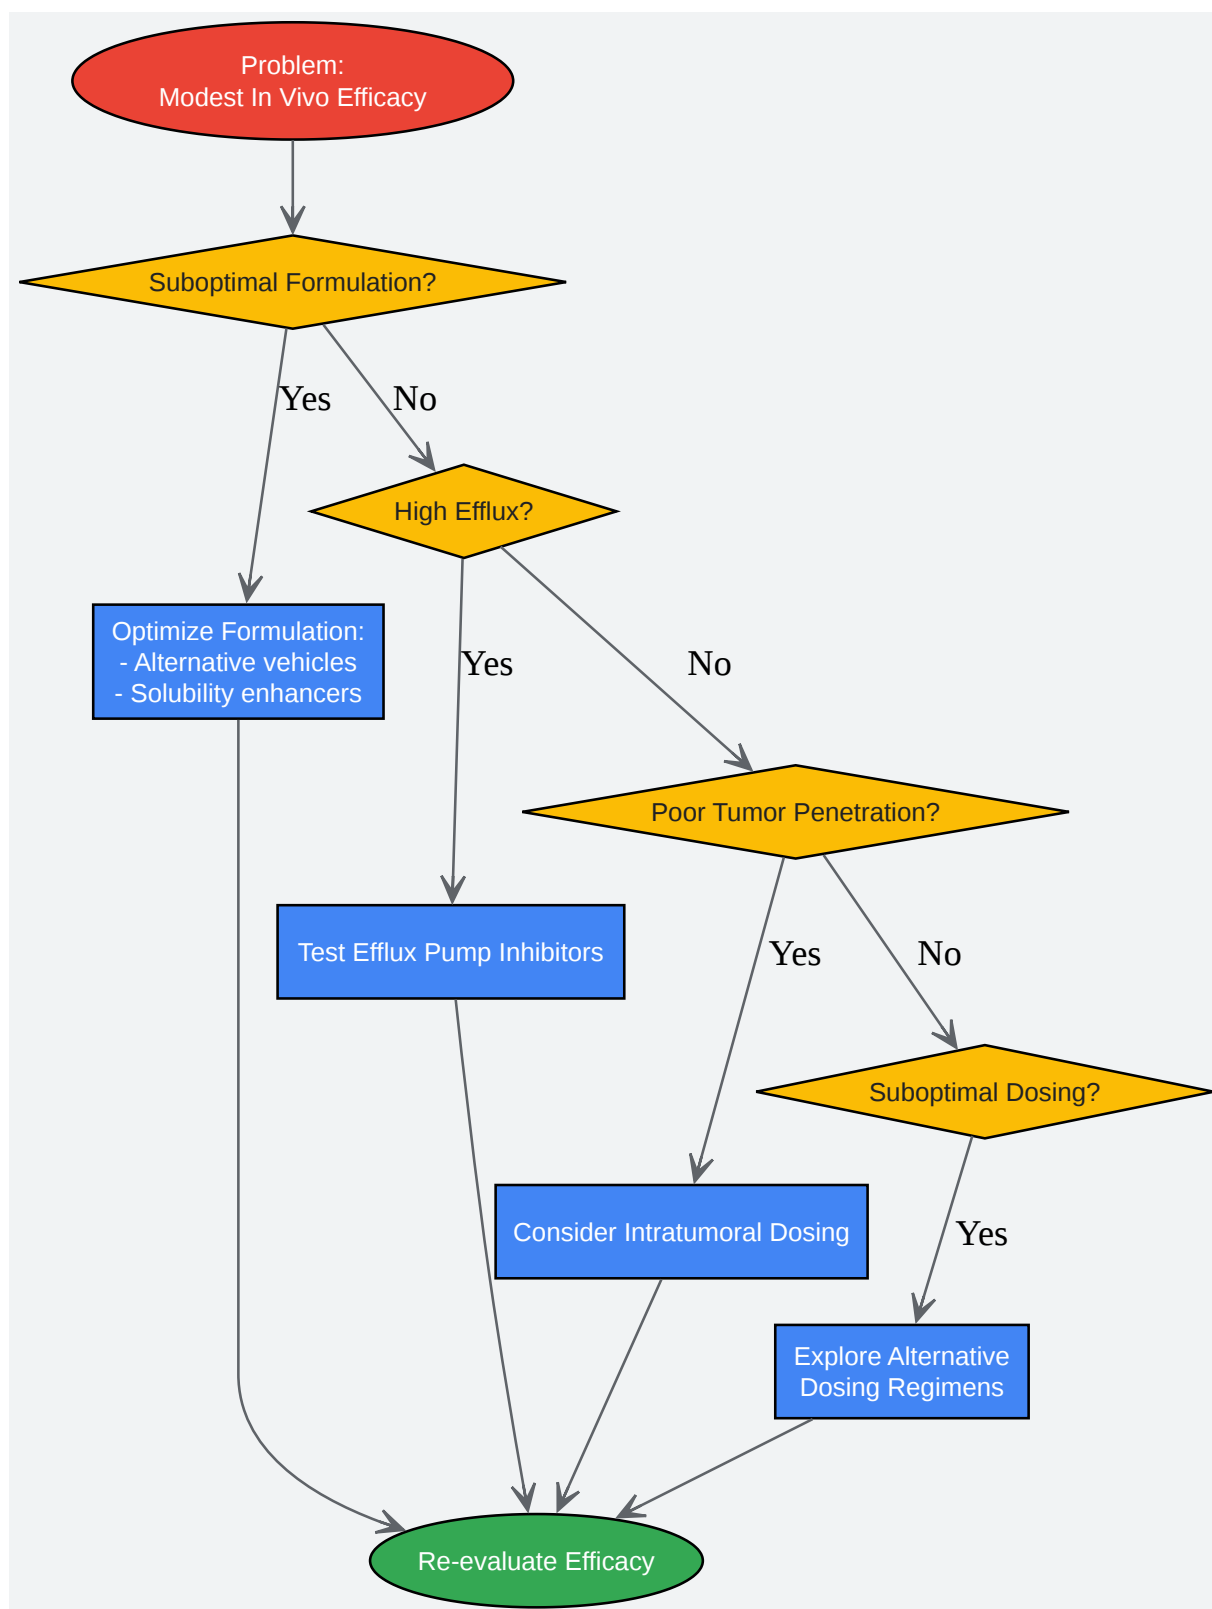 Problem:
Modest In Vivo Efficacy
Suboptimal Formulation?
Yes
No
High Efflux?
Optimize Formulation:
- Alternative vehicles
- Solubility enhancers
Yes
No
Poor Tumor Penetration?
Test Efflux Pump Inhibitors
Yes
No
Suboptimal Dosing?
Consider Intratumoral Dosing
Yes
Explore Alternative
Dosing Regimens
Re-evaluate Efficacy